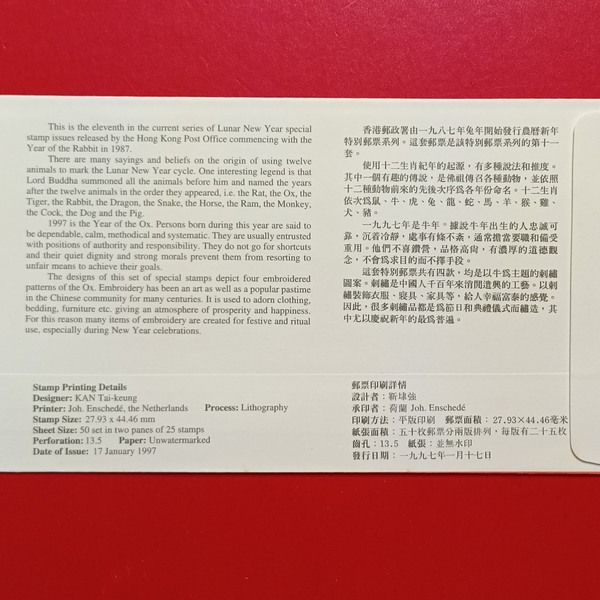 This is the eleventh in the current series of Lunar New Year special
stamp issues released by the Hong Kong Post Office commencing with the
Year of the Rabbit in 1987.
There are many sayings and beliefs on the origin of using twelve
animals to mark the Lunar New Year cycle. One interesting legend is that
Lord Buddha summoned all the animals before him and named the years
after the twelve animals in the order they appeared, i.e. the Rat, the Ox, the
Tiger, the Rabbit, the Dragon, the Snake, the Horse, the Ram, the Monkey,
the Cock, the Dog and the Pig.
1997 is the Year of the Ox. Persons born during this year are said to
be dependable, calm, methodical and systematic. They are usually entrusted
with positions of authority and responsibility. They do not go for shortcuts
and their quiet dignity and strong morals prevent them from resorting to
unfair means to achieve their goals.
The designs of this set of special stamps depict four embroidered
patterns of the Ox. Embroidery has been an art as well as a popular pastime
in the Chinese community for many centuries. It is used to adorn clothing,
bedding, furniture etc. giving an atmosphere of prosperity and happiness.
For this reason many items of embroidery are created for festive and ritual
use, especially during New Year celebrations.
Stamp Printing Details
Designer: KAN Tai-keung
Printer: Joh. Enschedé, the Netherlands Process: Lithography
Stamp Size: 27.93 x 44.46 mm
Sheet Size: 50 set in two panes of 25 stamps
Perforation: 13.5 Paper: Unwatermarked
Date of Issue: 17 January 1997
香港郵政署由一九八七年兔年開始發行農曆新年
特別郵票系列。這套郵票是該特別郵票系列的第十一
套。
使用十二生肖紀年的起源，有多種說法和推度。
其中一個有趣的傳說，是佛祖傳召各種動物，並依照
十二種動物前來的先後次序為各年份命名。十二生肖
依次爲鼠、牛、虎、兔、龍、蛇、馬、羊、猴、雞、
犬、豬。
一九九七年是牛年。據說牛年出生的人忠誠可
靠，沉着冷靜，處事有條不紊，通常擔當要職和備受
重用。他們不喜鑽營，品格高尚，有濃厚的道德觀
念，不會爲求目的而不擇手段。
這套特別郵票共有四款，均是以牛爲主題的刺繡
圖案。刺繡是中國人千百年來消閒遣興的工藝。以刺
繡裝飾衣服、寢具、家具等，給人幸福富泰的感覺。
因此，很多刺繡品都是爲節日和典禮儀式而繡造，其
中尤以慶祝新年的最爲普遍。
郵票印刷詳情
設計者：靳埭強
承印者：荷蘭 Joh. Enschedé
印刷方法：平版印刷 郵票面積：27.93×44.46毫米
紙張面積：五十枚郵票分兩版排列，每版有二十五枚
齒孔：13.5 紙張：並無水印
發行日期：一九九七年一月十七日